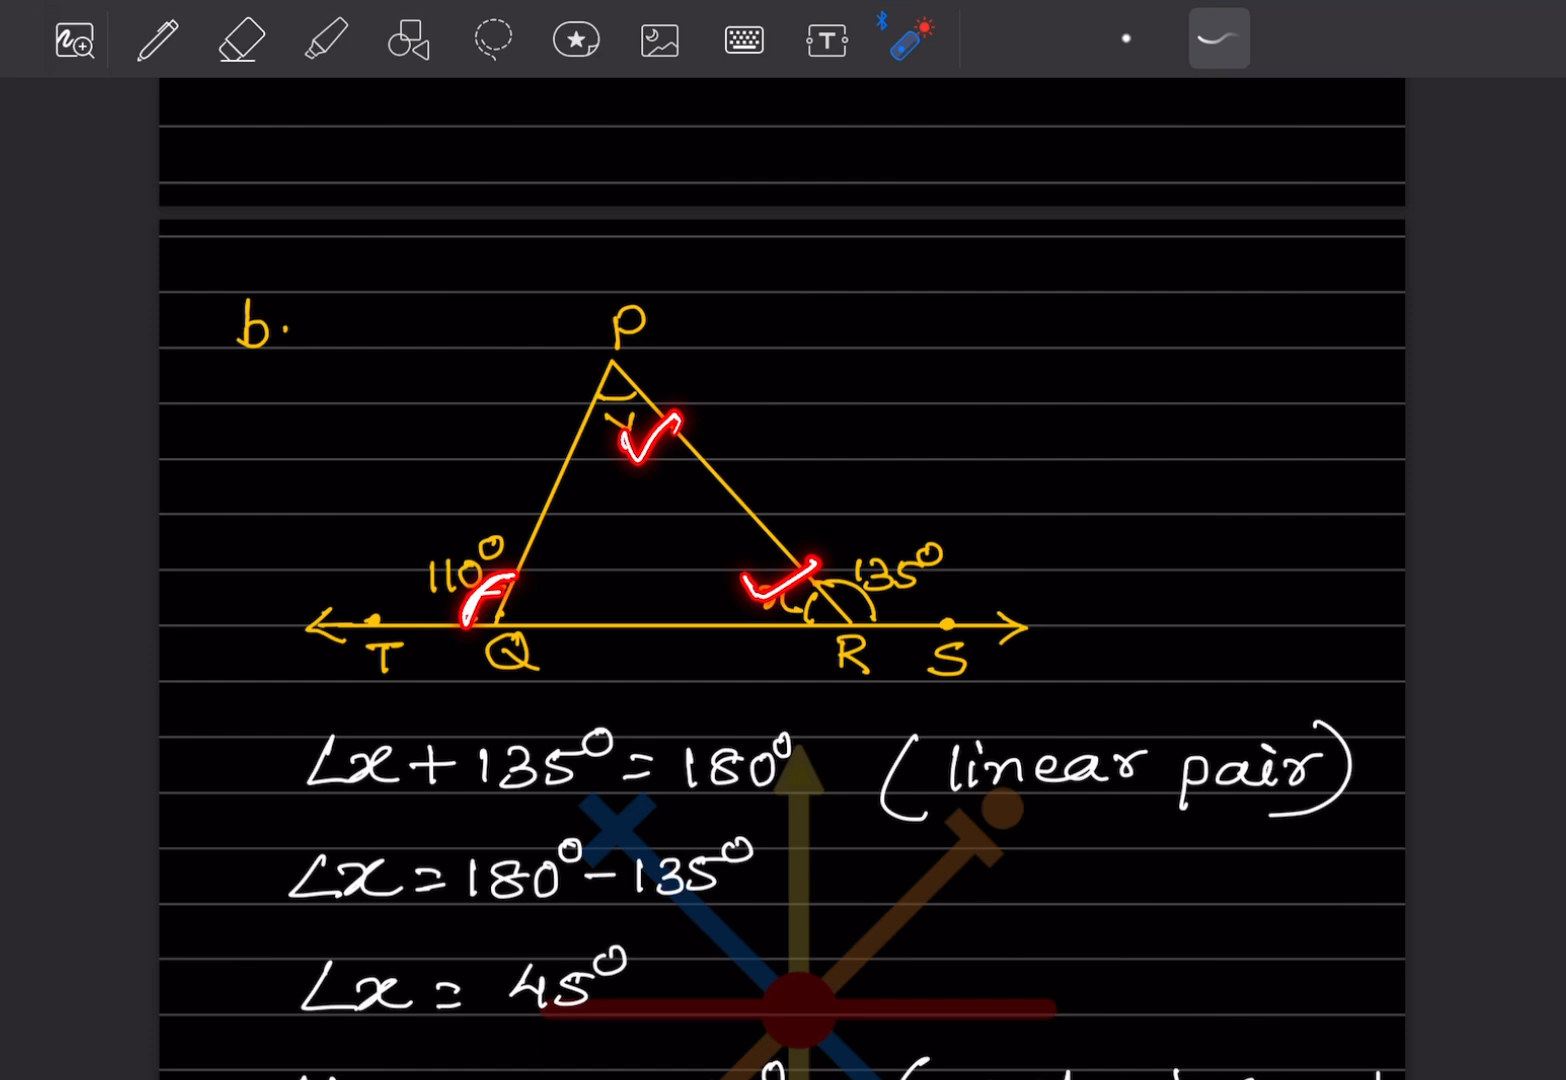 b.
P
Y
110° 135°
T Q R S
∠x + 135° = 180° (linear pair)
∠x = 180° - 135°
∠x = 45°